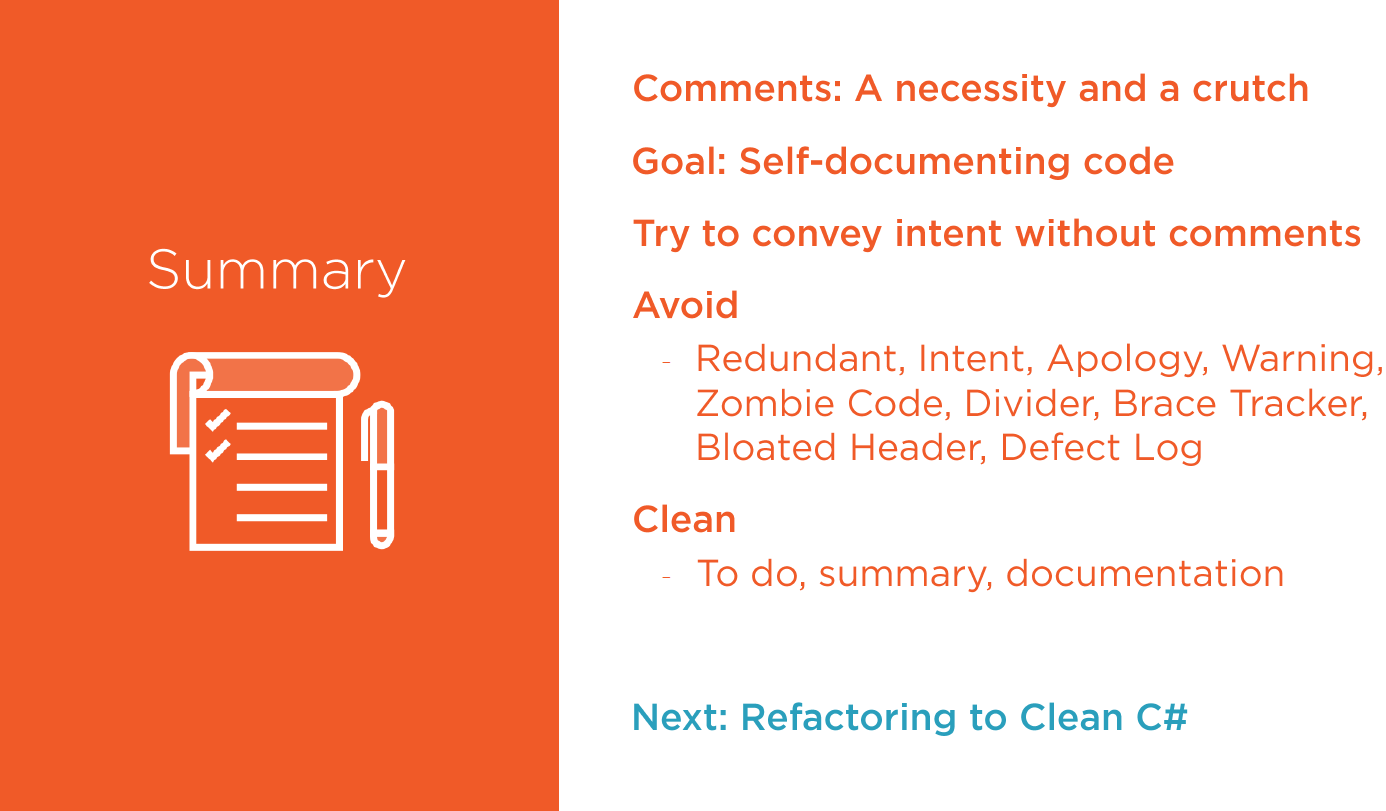 Summary
Comments: A necessity and a crutch
Goal: Self-documenting code
Try to convey intent without comments
Avoid
- Redundant, Intent, Apology, Warning,
Zombie Code, Divider, Brace Tracker,
Bloated Header, Defect Log
Clean
- To do, summary, documentation
Next: Refactoring to Clean C#